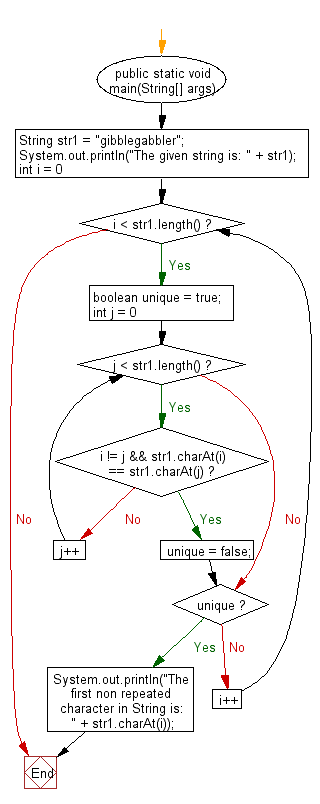 public static void
main(String[] args)
String str1 = "gibblegabbler";
System.out.println("The given string is: " + str1);
int i = 0
i < str1.length() ?
Yes
boolean unique = true;
int j = 0
j < str1.length() ?
Yes
i != j && str1.charAt(i)
== str1.charAt(j) ?
No
No
Yes
No
j++
unique = false;
unique ?
Yes
No
System.out.println("The
first non repeated
character in String is:
" + str1.charAt(i));
i++
End